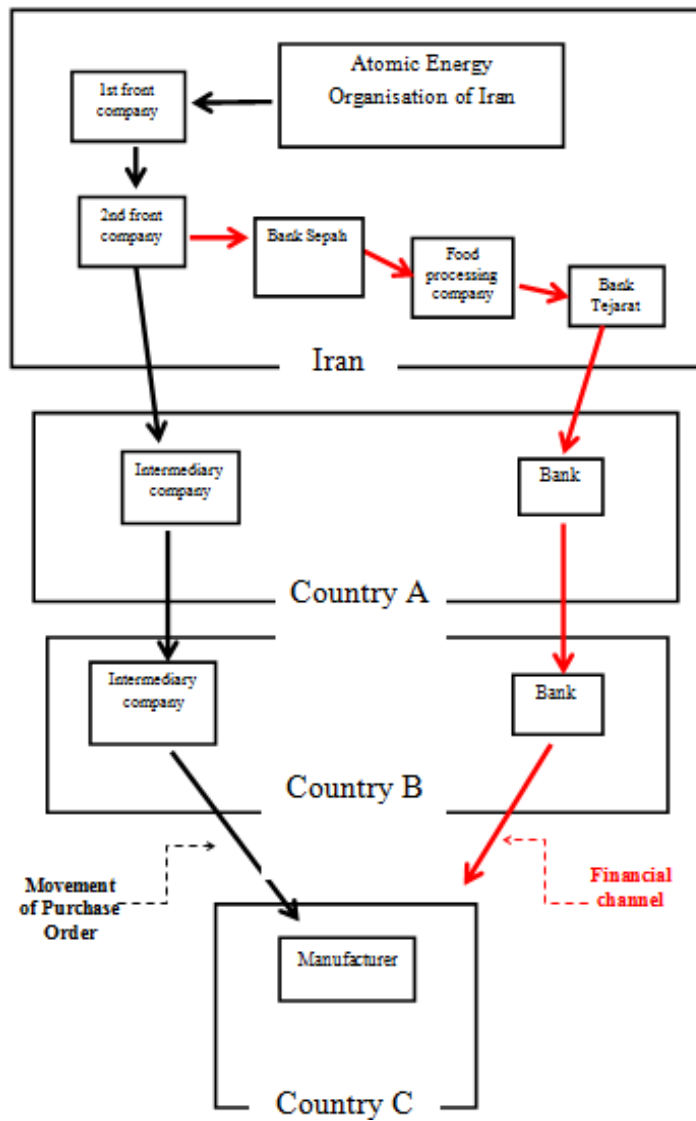 Atomic Energy
Organisation of Iran
1st front
company
2nd front
company
Bank Sepah
Food
processing
company
Bank
Tejarat
Iran
Intermediary
company
Bank
Country A
Intermediary
company
Bank
Country B
Movement
of Purchase
Order
Financial
channel
Manufacturer
Country C